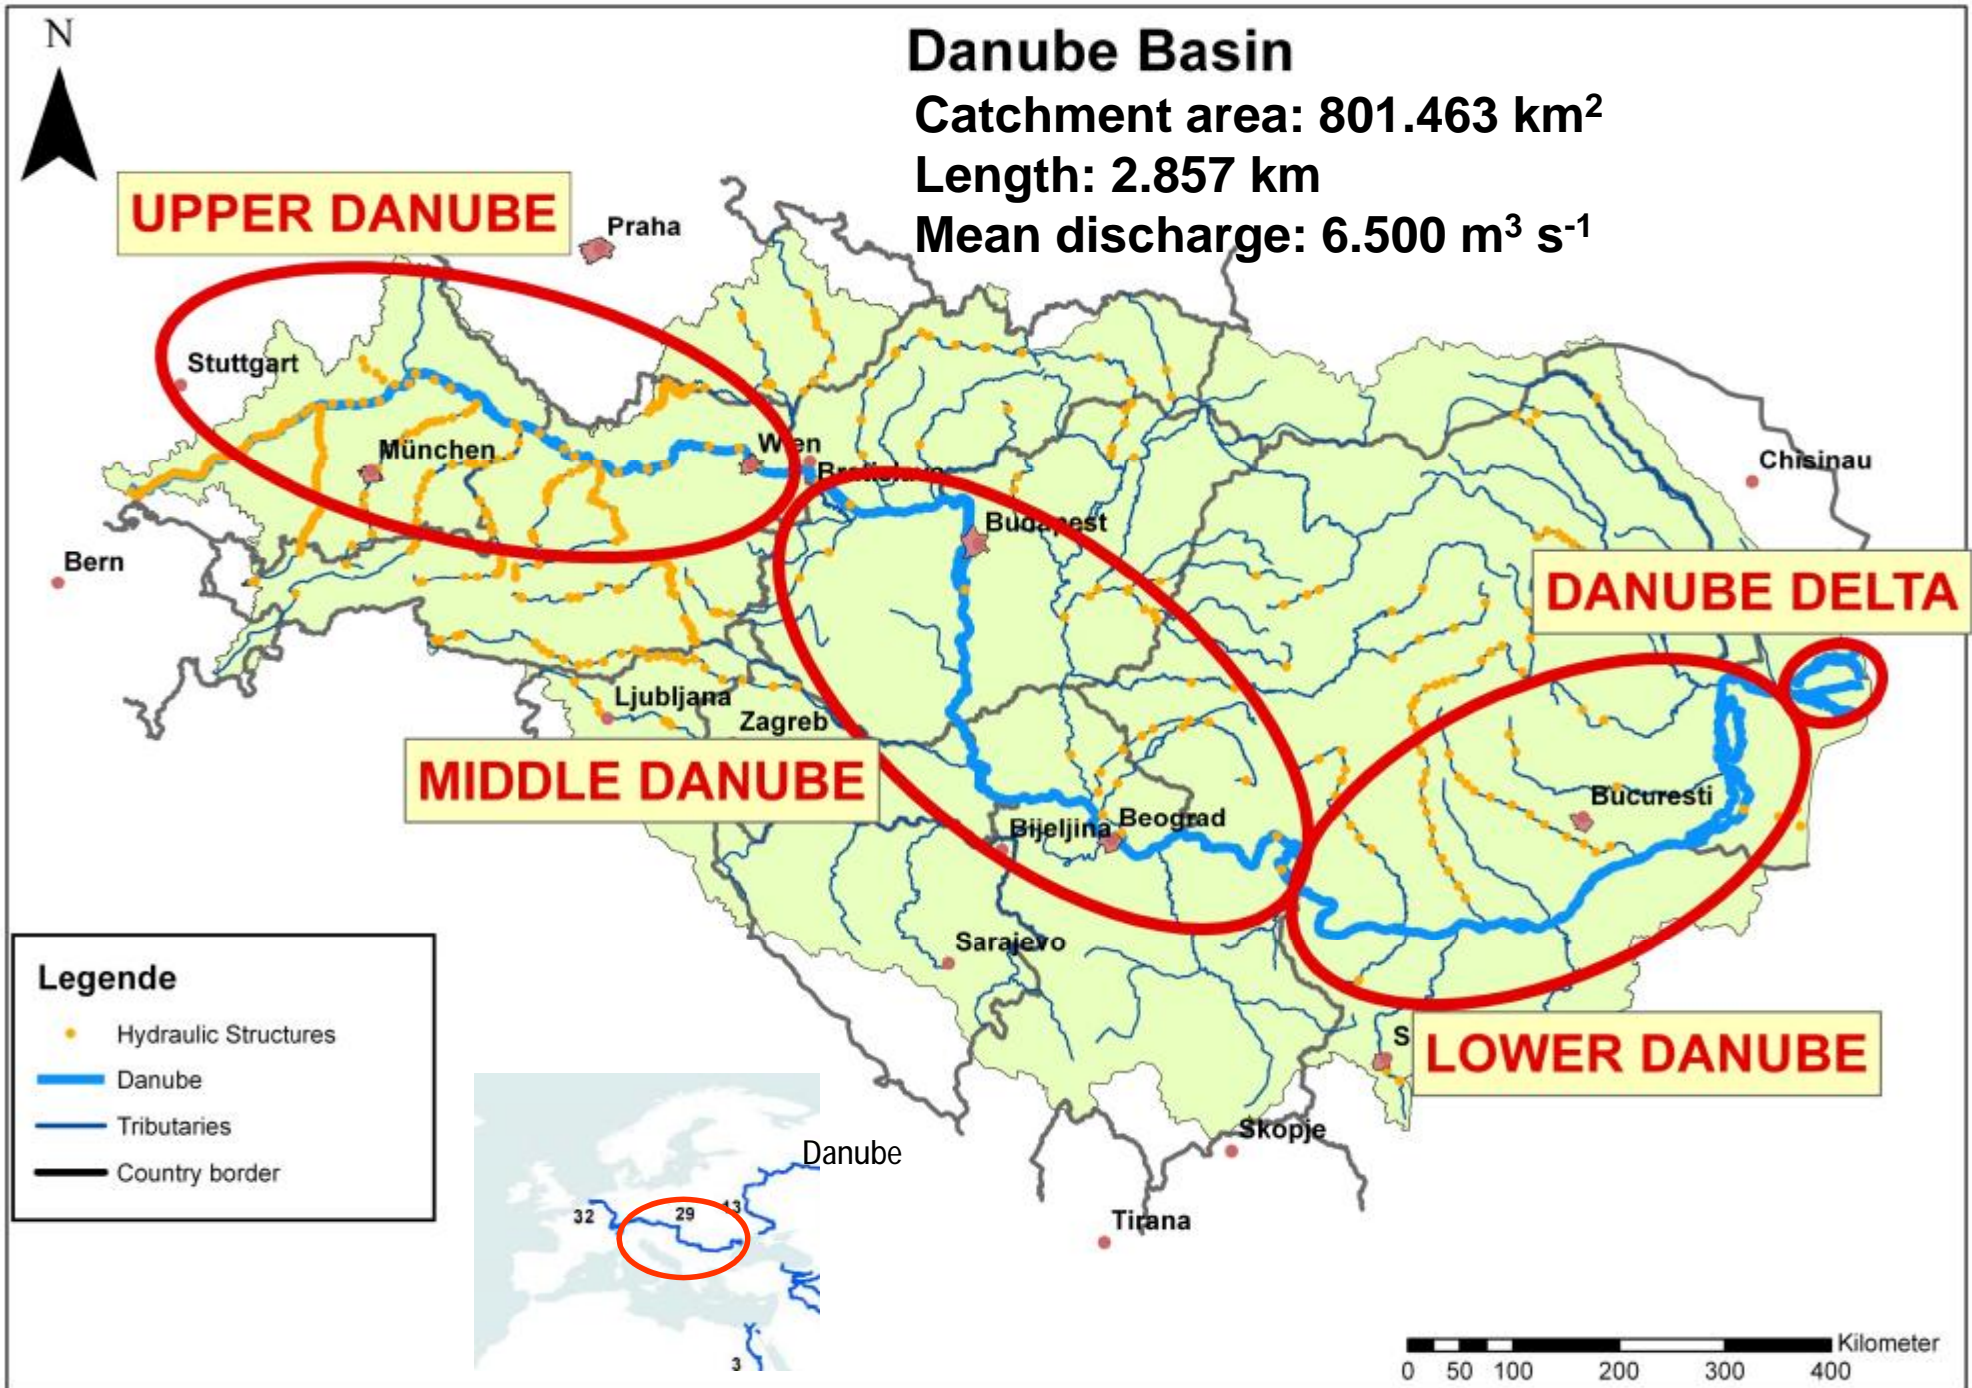 N
Danube Basin
Catchment area: 801.463 km²
Length: 2.857 km
Mean discharge: 6.500 m³ s⁻¹
UPPER DANUBE
Praha
Stuttgart
München
Wien
Bratislava
Chisinau
Budapest
Bern
DANUBE DELTA
Ljubljana
Zagreb
MIDDLE DANUBE
Bucuresti
Bijeljina
Beograd
Sarajevo
S
LOWER DANUBE
Skopje
Tirana
Legende
Hydraulic Structures
Danube
Tributaries
Country border
Danube
32
29
13
3
Kilometer
0 50 100 200 300 400